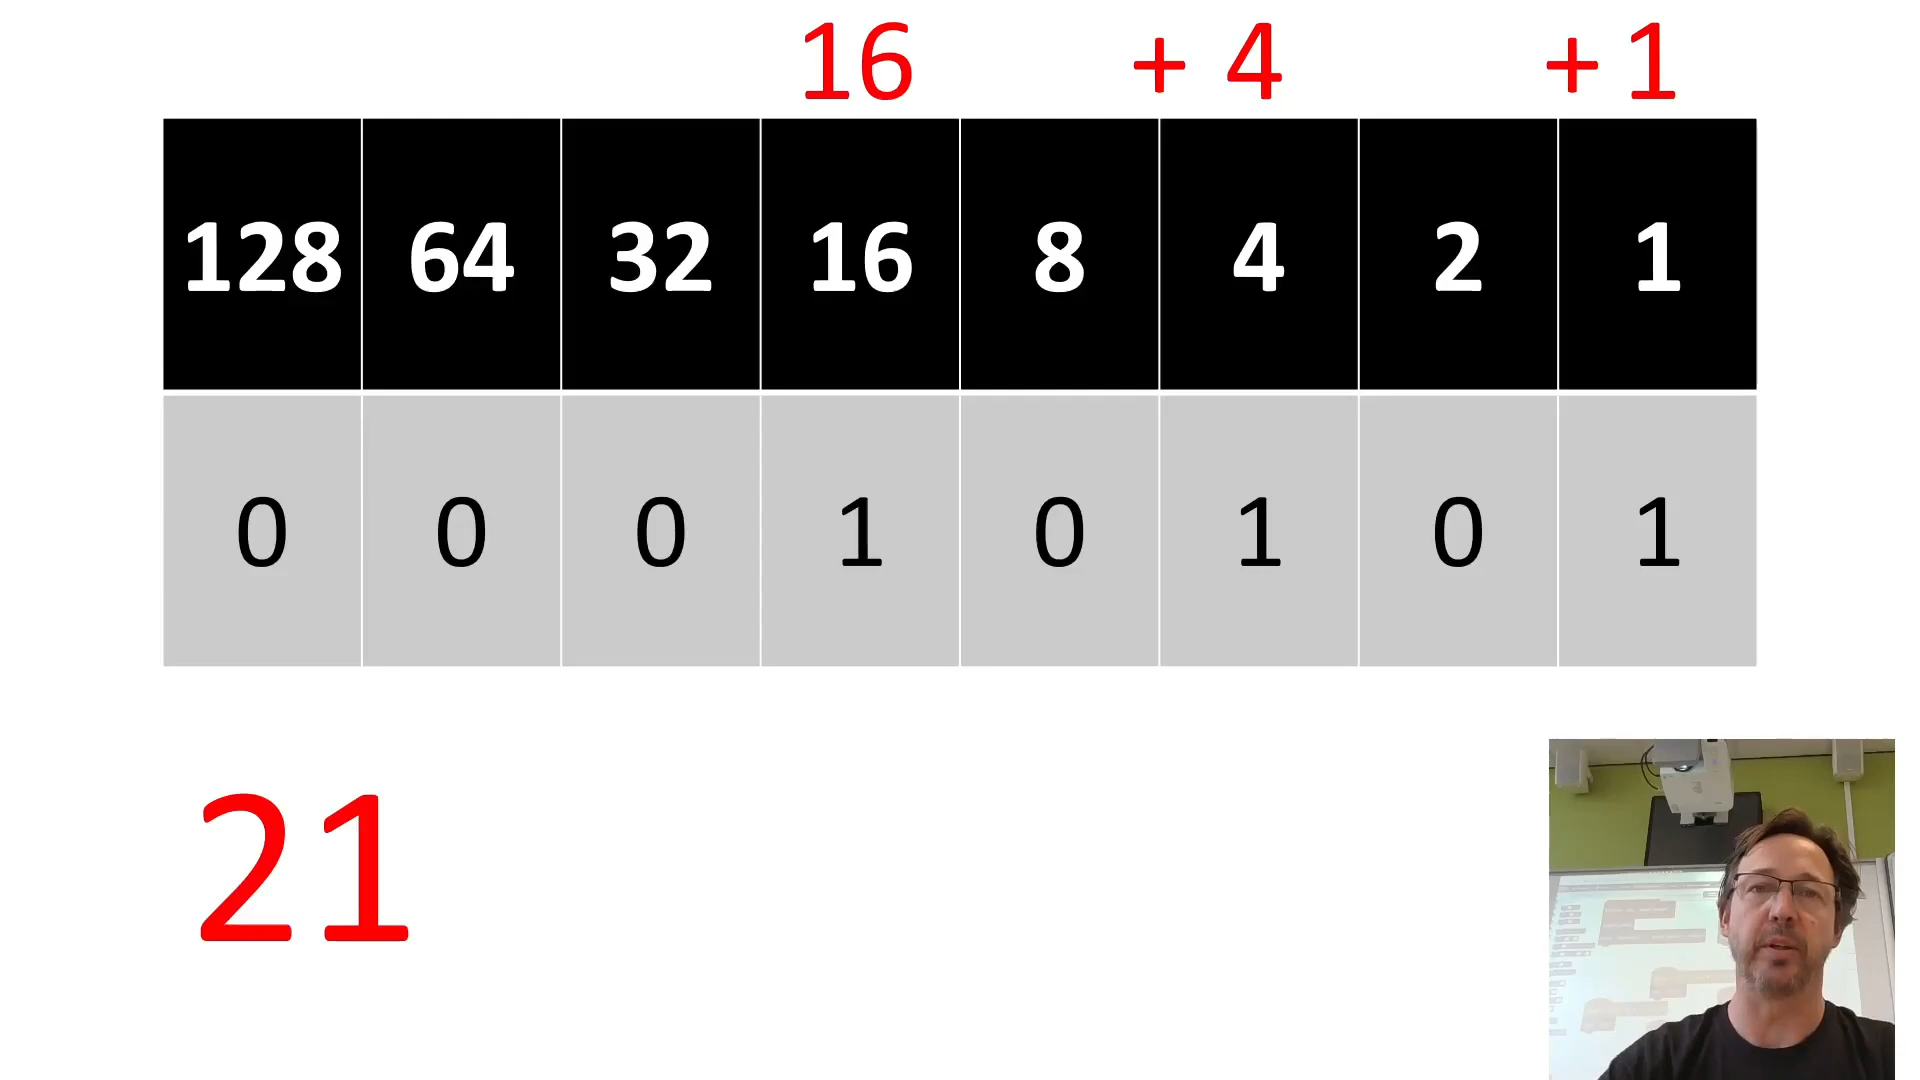 16 + 4 + 1
128 64 32 16 8 4 2 1
0 0 0 1 0 1 0 1
21